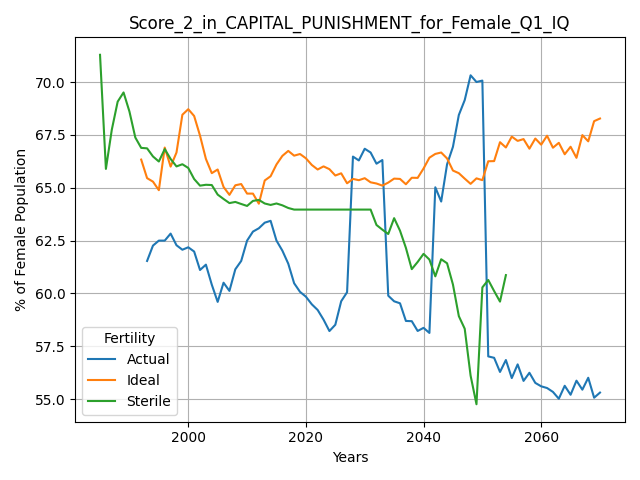 Score_2_in_CAPITAL_PUNISHMENT_for_Female_Q1_IQ
% of Female Population
70.0
67.5
65.0
62.5
60.0
57.5
55.0
Fertility
Actual
Ideal
Sterile
2000
2020
2040
2060
Years